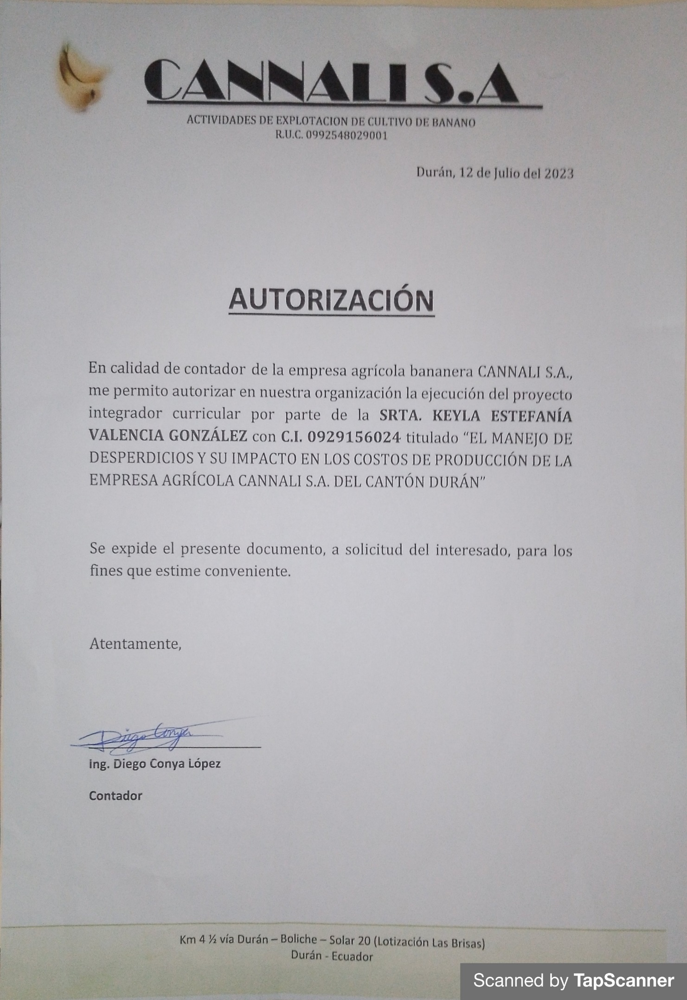 CANNALI S.A
ACTIVIDADES DE EXPLOTACION DE CULTIVO DE BANANO
R.U.C. 0992548029001
Durán, 12 de Julio del 2023
AUTORIZACIÓN
En calidad de contador de la empresa agrícola bananera CANNALI S.A.,
me permito autorizar en nuestra organización la ejecución del proyecto
integrador curricular por parte de la SRTA. KEYLA ESTEFANÍA
VALENCIA GONZÁLEZ con C.I. 0929156024 titulado “EL MANEJO DE
DESPERDICIOS Y SU IMPACTO EN LOS COSTOS DE PRODUCCIÓN DE LA
EMPRESA AGRÍCOLA CANNALI S.A. DEL CANTÓN DURÁN”
Se expide el presente documento, a solicitud del interesado, para los
fines que estime conveniente.
Atentamente,
Diego Conya
Ing. Diego Conya López
Contador
Km 4 ½ vía Durán – Boliche – Solar 20 (Lotización Las Brisas)
Durán - Ecuador
Scanned by TapScanner